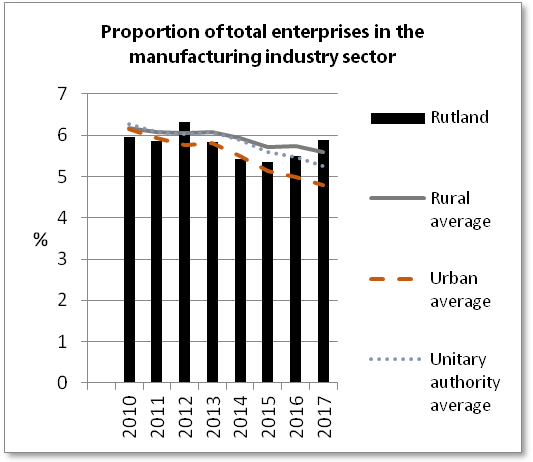 Proportion of total enterprises in the
manufacturing industry sector
7
6
5
4
3
2
1
0
%
2010
2011
2012
2013
2014
2015
2016
2017
Rutland
Rural
average
Urban
average
Unitary
authority
average